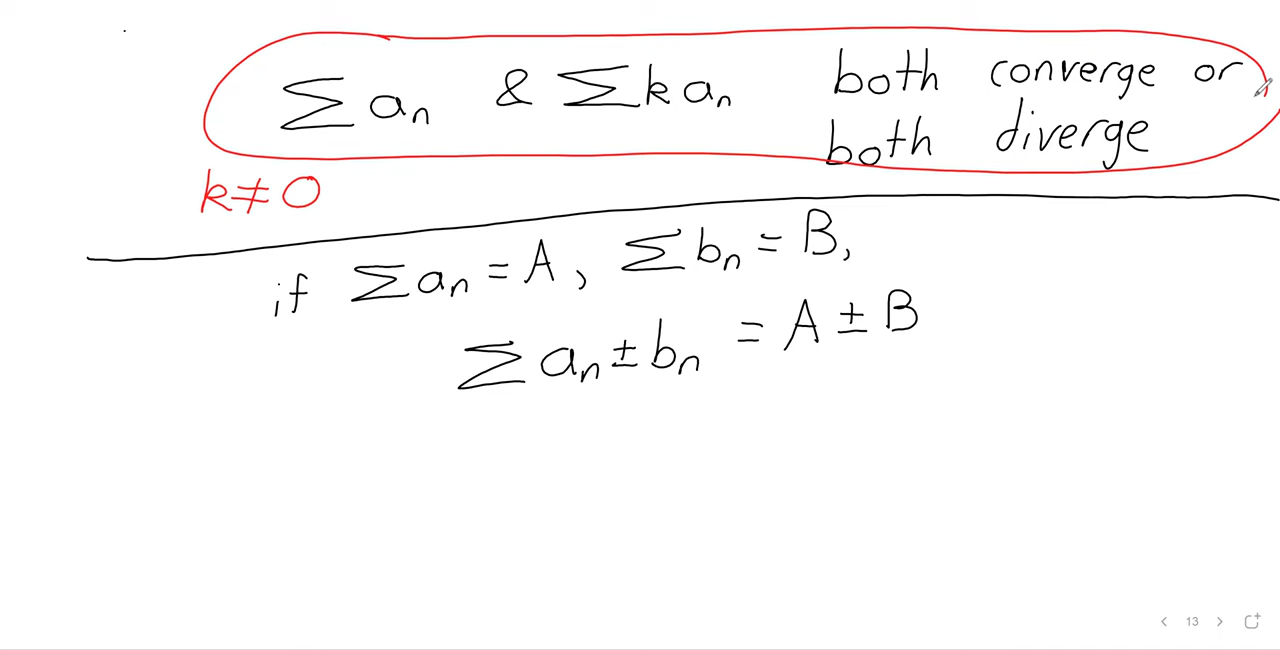 ∑ aₙ & ∑ k aₙ both converge or
both diverge
k ≠ 0
if ∑ aₙ = A, ∑ bₙ = B,
∑ aₙ ± bₙ = A ± B
13